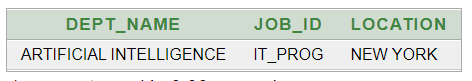 DEPT_NAME JOB_ID LOCATION
ARTIFICIAL INTELLIGENCE IT_PROG NEW YORK